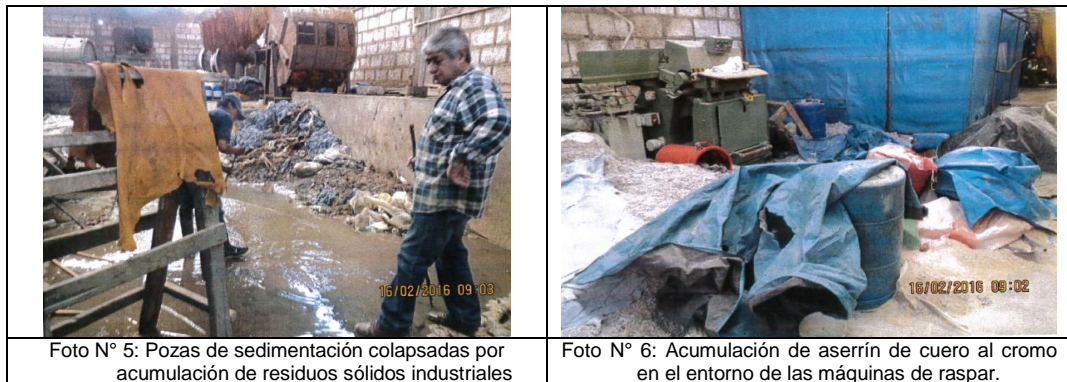 16/02/2016 09:03
16/02/2016 09:02
Foto N° 5: Pozas de sedimentación colapsadas por
acumulación de residuos sólidos industriales
Foto N° 6: Acumulación de aserrín de cuero al cromo
en el entorno de las máquinas de raspar.